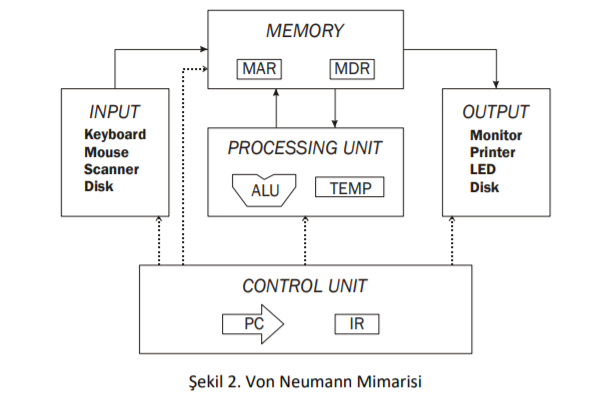 MEMORY
MAR
MDR
INPUT
Keyboard
Mouse
Scanner
Disk
PROCESSING UNIT
ALU
TEMP
OUTPUT
Monitor
Printer
LED
Disk
CONTROL UNIT
PC
IR
Şekil 2. Von Neumann Mimarisi